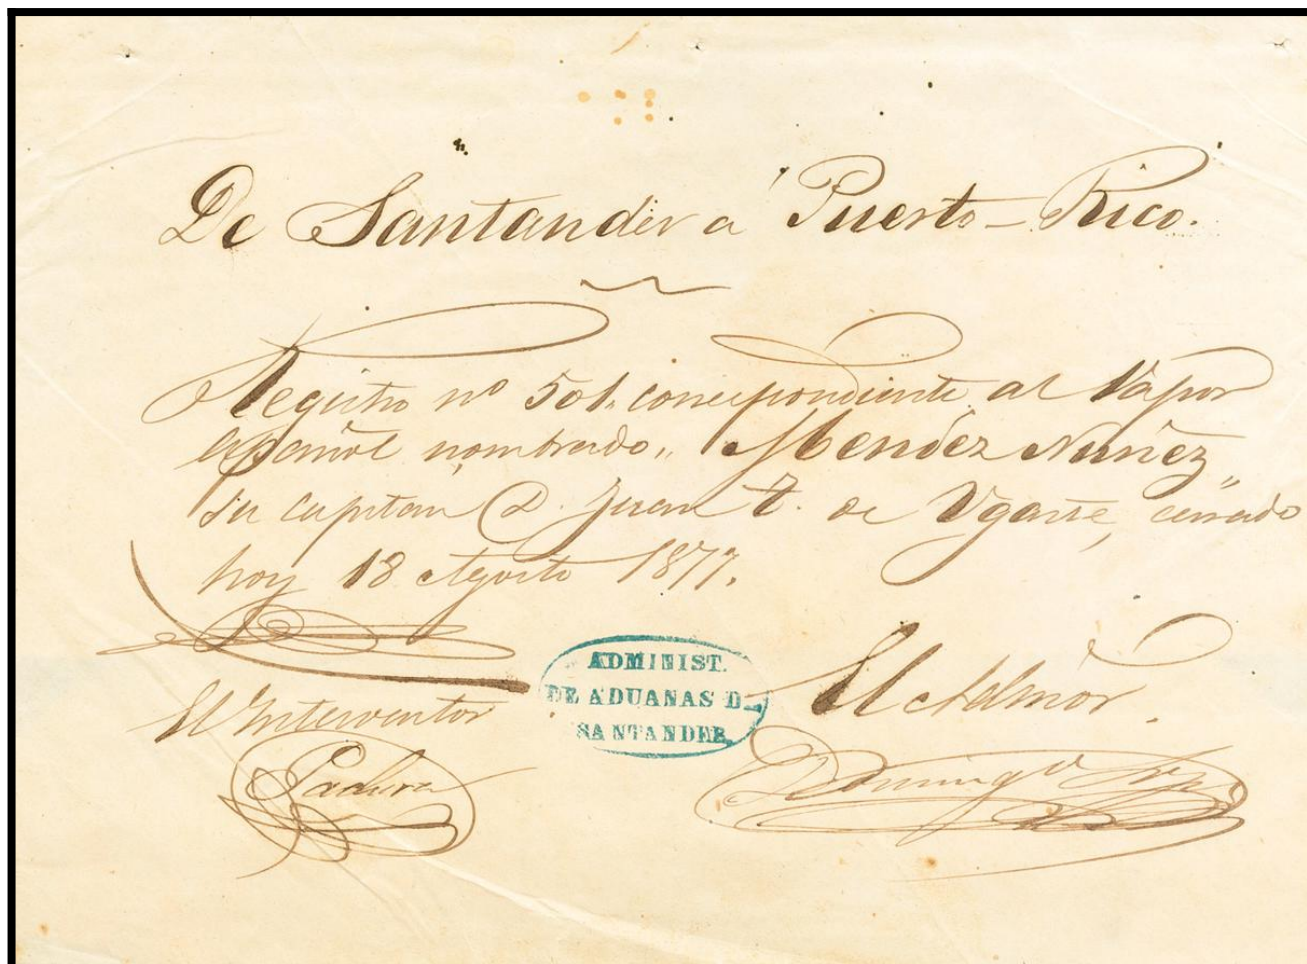 De Santander a Puerto-Rico.
Registro nº 501. correspondiente al Vapor
español nombrado „ Mendez Nuñez „
su capitan D. Juan T. de Ugarte, cerrado
hoy 18 Agosto 1877.
El Interventor
ADMINIST.
DE ADUANAS D.
SANTANDER
El Admor.
Domingo